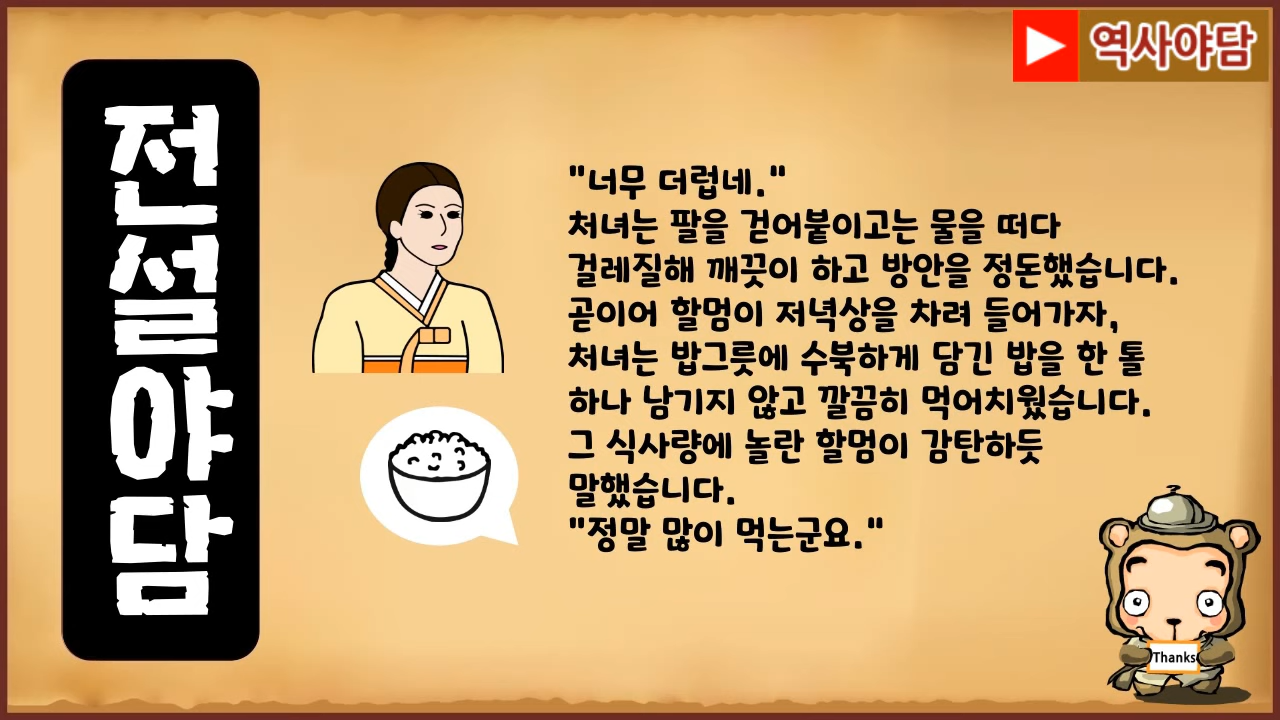 역사야담
전설야담
"너무 더럽네."
처녀는 팔을 걷어붙이고는 물을 떠다
걸레질해 깨끗이 하고 방안을 정돈했습니다.
곧이어 할멈이 저녁상을 차려 들어가자,
처녀는 밥그릇에 수북하게 담긴 밥을 한 톨
하나 남기지 않고 깔끔히 먹어치웠습니다.
그 식사량에 놀란 할멈이 감탄하듯
말했습니다.
"정말 많이 먹는군요."
Thanks